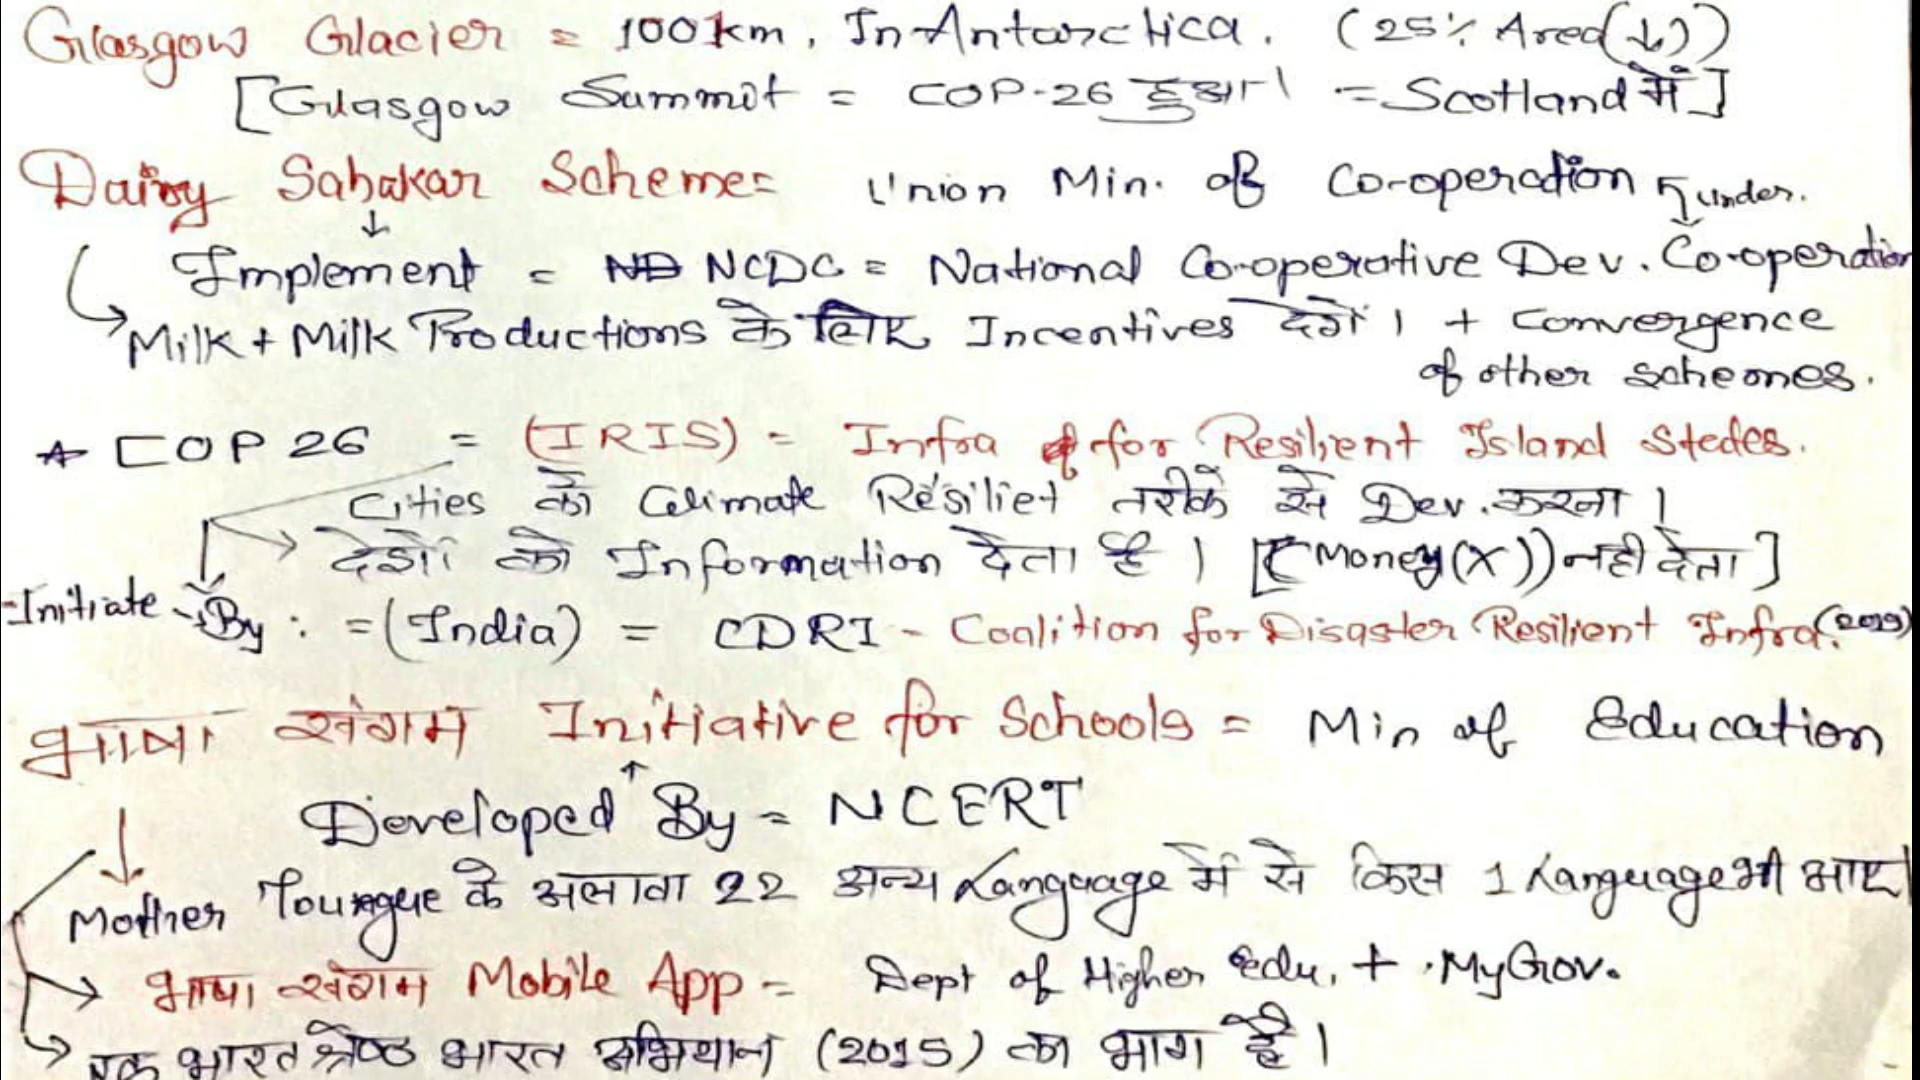 Glasgow Glacier = 100km, In Antarctica. (25% Area(↓))
[Glasgow Summit = COP-26 हुआ। = Scotland में]
Dairy Sahakar Scheme = Union Min. of Co-operation under.
↓
Implement = NCDC = National Co-operative Dev. Co-operation
Milk + Milk Productions के लिए Incentives देगी। + Convergence
of other schemes.
* COP 26 = (IRIS) - Infra for Resilient Island Stedes.
Cities को Climate Resiliet तरीके से Dev. करना।
→ देशों को Information देता है। [(Money(X)) नही देता]
-Initiate By : = (India) = CDRI - Coalition for Disaster Resilient Infra. (2019)
भाषा संगम Initiative for Schools = Min of Education
↑
Developed By = NCERT
Mother Toungue के अलावा 22 अन्य Language में से किस 1 Language भी आए
→ भाषा संगम Mobile App - Dept of Higher Edu. + MyGov.
→ एक भारत श्रेष्ठ भारत अभियान (2015) का भाग है।